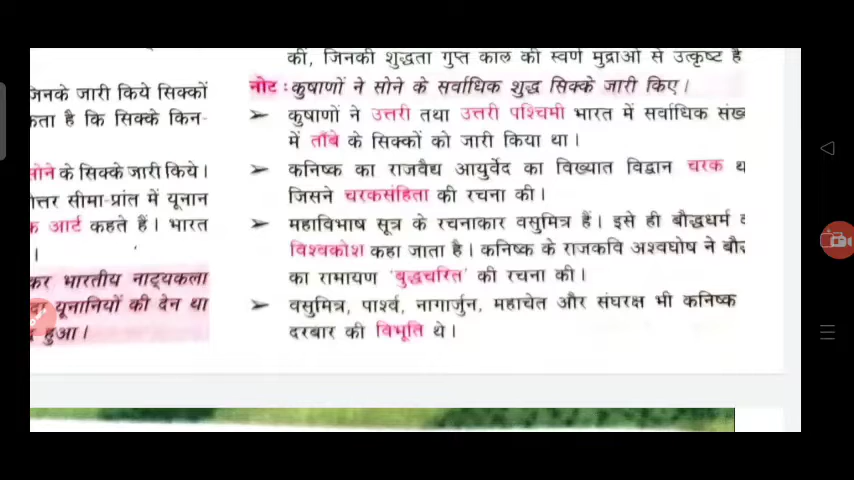 जिनके जारी किये सिक्कों
कता है कि सिक्के किन-
सोने के सिक्के जारी किये।
त्तर सीमा-प्रांत में यूनान
आर्ट कहते हैं। भारत
।
कर भारतीय नाट्यकला
यूनानियों की देन था
हुआ।
की, जिनकी शुद्धता गुप्त काल की स्वर्ण मुद्राओं से उत्कृष्ट है
नोट : कुषाणों ने सोने के सर्वाधिक शुद्ध सिक्के जारी किए।
➤ कुषाणों ने उत्तरी तथा उत्तरी पश्चिमी भारत में सर्वाधिक संख
में ताँबे के सिक्कों को जारी किया था।
➤ कनिष्क का राजवैद्य आयुर्वेद का विख्यात विद्वान चरक थ
जिसने चरकसंहिता की रचना की।
➤ महाविभाष सूत्र के रचनाकार वसुमित्र हैं। इसे ही बौद्धधर्म
विश्वकोश कहा जाता है। कनिष्क के राजकवि अश्वघोष ने बौद
का रामायण 'बुद्धचरित' की रचना की।
➤ वसुमित्र, पार्श्व, नागार्जुन, महाचेत और संघरक्ष भी कनिष्क
दरबार की विभूति थे।